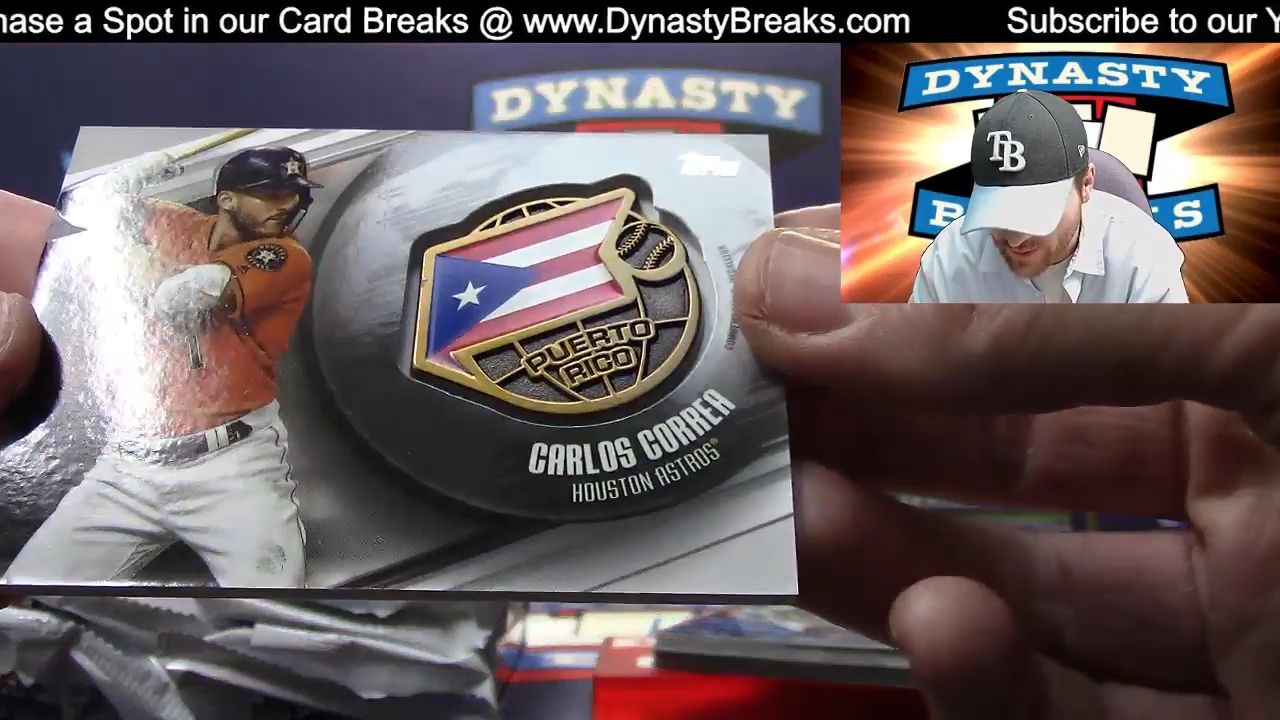 hase a Spot in our Card Breaks @ www.DynastyBreaks.com
Subscribe to our Y
DYNASTY
DYNASTY
TB
Topps
PUERTO
RICO
CARLOS CORREA
HOUSTON ASTROS®
1